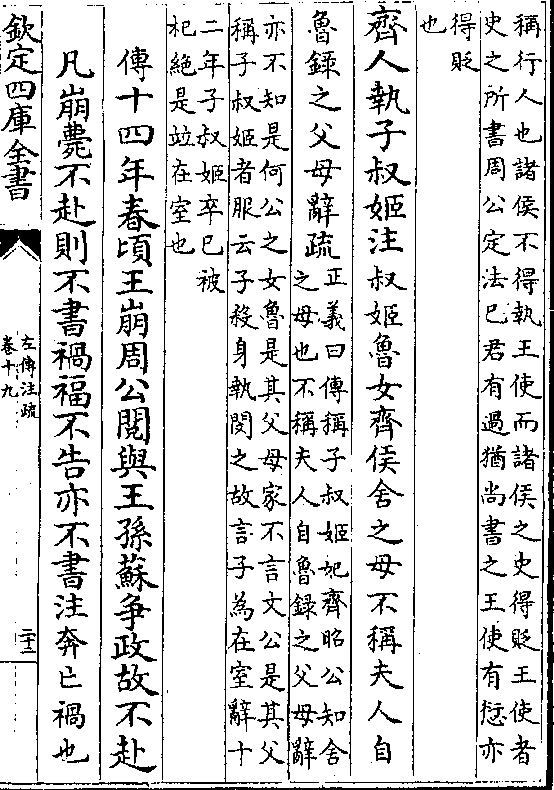 稱行人也諸侯不得執王使而諸侯之史得貶王使者
史之所書周公定法已君有過猶尚書之王使有愆亦
得貶
也
齊人執子叔姬注叔姬魯女齊侯舍之母不稱夫人自
魯錄之父母辭疏
正義曰傳稱子叔姬妃齊昭公知舍
之母也不稱夫人自魯録之父母辭
亦不知是何公之女魯是其父母家不言文公是其父
稱子叔姬者服云子殺身執閔之故言子為在室辭十
二年子叔姬卒已被
杞絶是竝在室也
傳十四年春頃王崩周公閱與王孫蘇爭政故不赴
凡崩薨不赴則不書禍福不告亦不書注奔亡禍也
欽定四庫全書
左傳注疏
卷十九
二十二